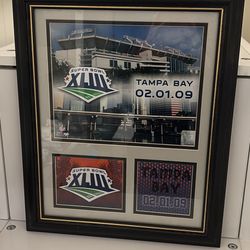 SUPER BOWL
XLIII
TAMPA BAY
02.01.09
SUPER BOWL
XLIII
TAMPA
BAY
02.01.09